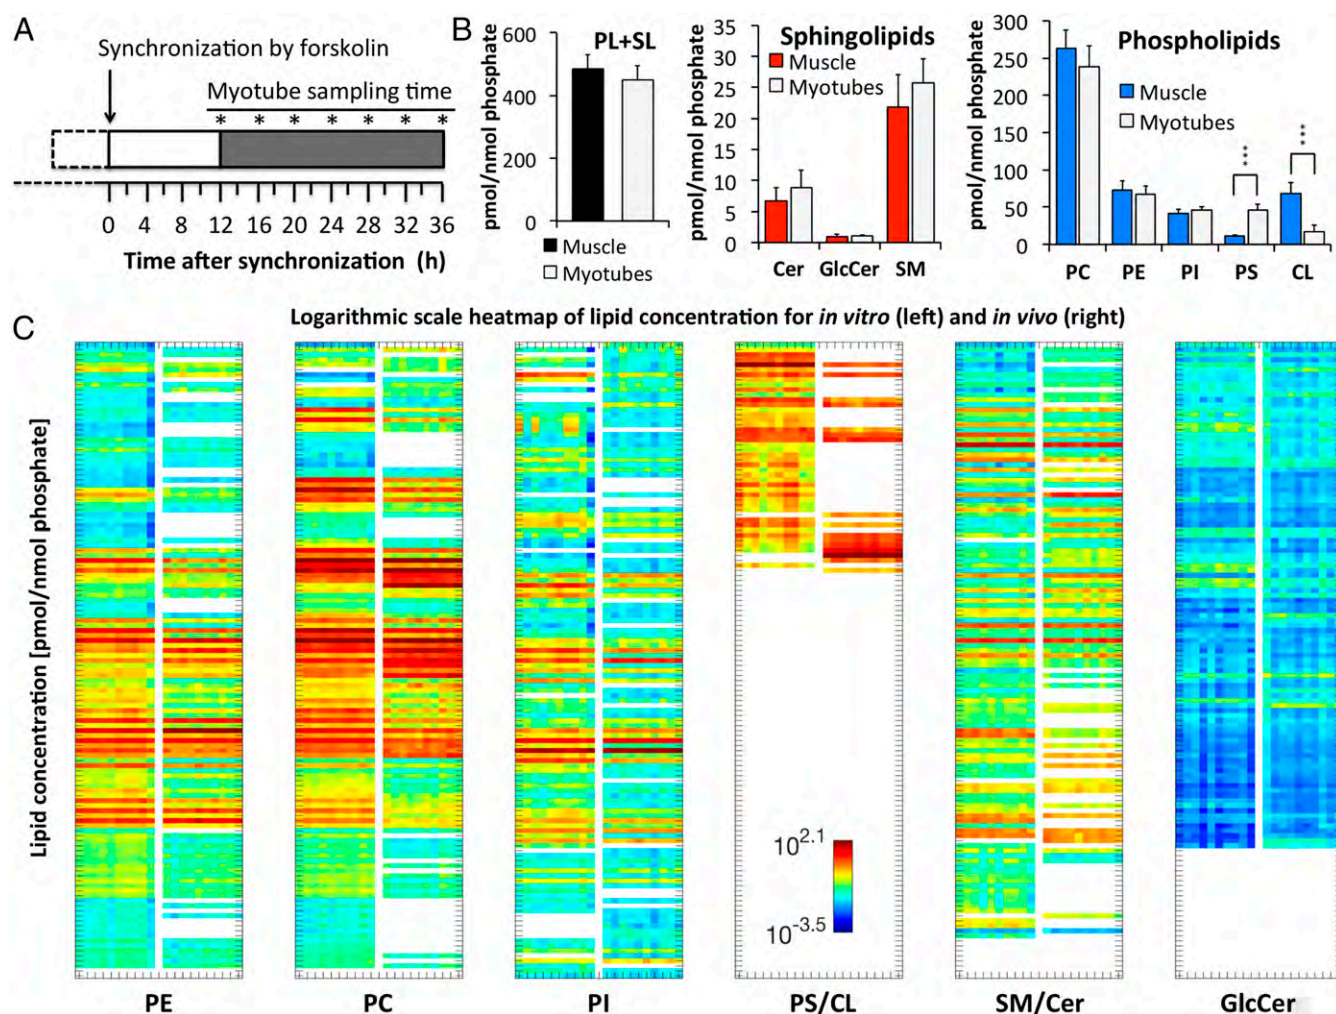 A
Synchronization by forskolin
Myotube sampling time
* * * * * * *
0 4 8 12 16 20 24 28 32 36
Time after synchronization (h)
B
pmol/nmol phosphate
600
400
200
0
PL+SL
Muscle
Myotubes
pmol/nmol phosphate
35
30
25
20
15
10
5
0
Sphingolipids
Muscle
Myotubes
Cer GlcCer SM
pmol/nmol phosphate
300
250
200
150
100
50
0
Phospholipids
Muscle
Myotubes
***
***
PC PE PI PS CL
C
Logarithmic scale heatmap of lipid concentration for in vitro (left) and in vivo (right)
Lipid concentration [pmol/nmol phosphate]
10^2.1
10^-3.5
PE PC PI PS/CL SM/Cer GlcCer